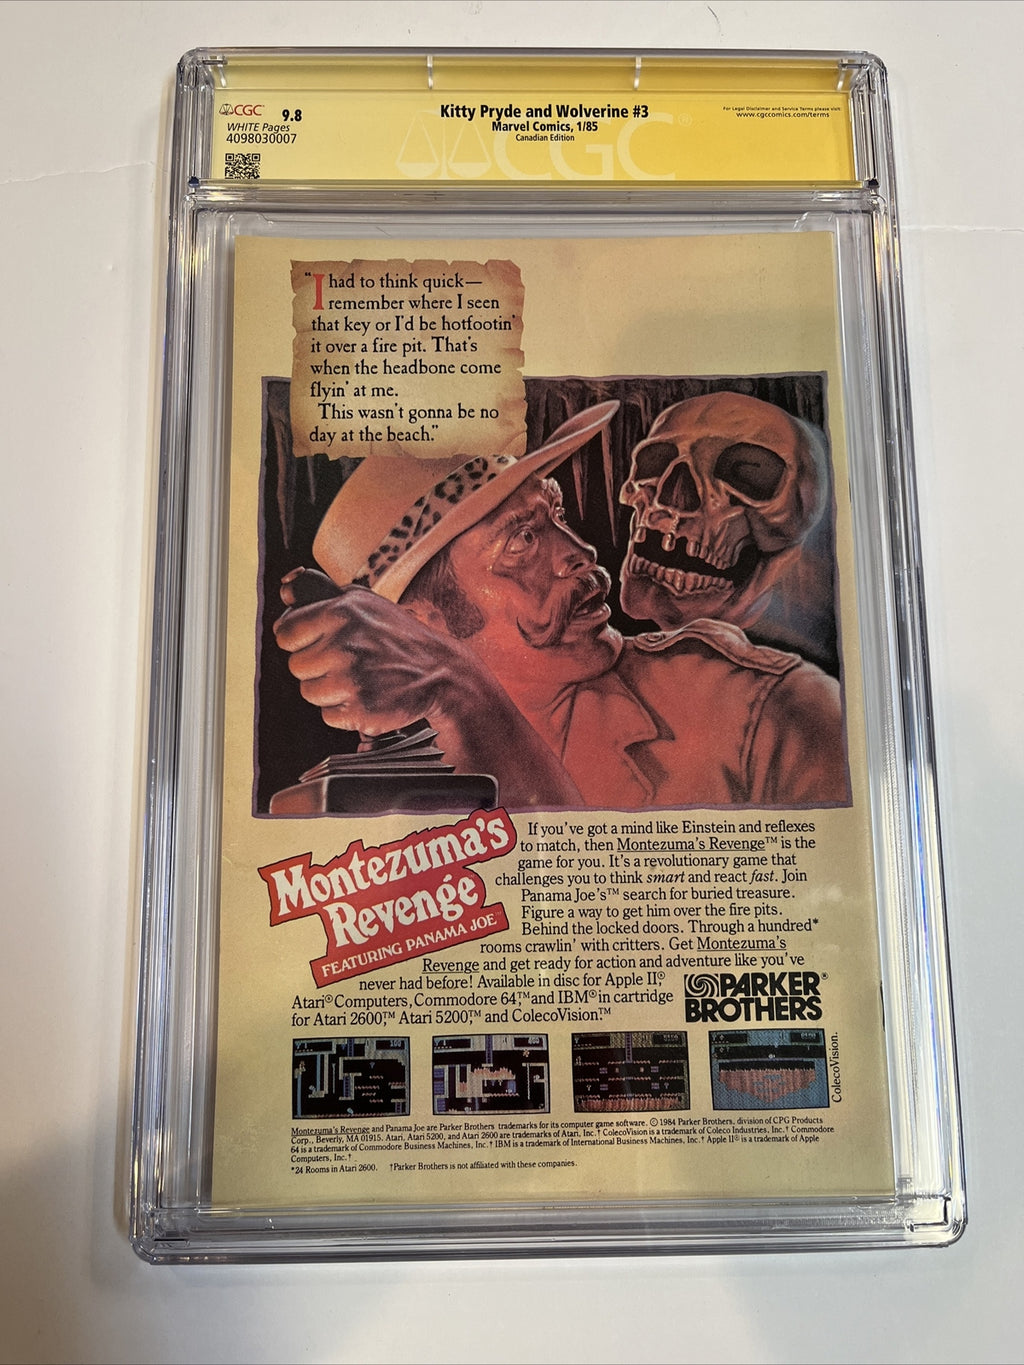 CGC 9.8
WHITE Pages
4098030007
Kitty Pryde and Wolverine #3
Marvel Comics, 1/85
Canadian Edition
For Legal Disclaimer and Service Terms please visit:
www.cgccomics.com/terms
CGC®
"I had to think quick—
remember where I seen
that key or I'd be hotfootin'
it over a fire pit. That's
when the headbone come
flyin' at me.
This wasn't gonna be no
day at the beach."
Montezuma's
Revenge
FEATURING PANAMA JOE™
If you've got a mind like Einstein and reflexes
to match, then Montezuma's Revenge™ is the
game for you. It's a revolutionary game that
challenges you to think smart and react fast. Join
Panama Joe's™ search for buried treasure.
Figure a way to get him over the fire pits.
Behind the locked doors. Through a hundred*
rooms crawlin' with critters. Get Montezuma's
Revenge and get ready for action and adventure like you've
never had before! Available in disc for Apple II,®
Atari® Computers, Commodore 64,™ and IBM® in cartridge
for Atari 2600,™ Atari 5200,™ and ColecoVision.™
PARKER®
BROTHERS
ColecoVision.
Montezuma's Revenge and Panama Joe are Parker Brothers trademarks for its computer game software. © 1984 Parker Brothers, division of CPG Products
Corp., Beverly, MA 01915. Atari, Atari 5200, and Atari 2600 are trademarks of Atari, Inc.† ColecoVision is a trademark of Coleco Industries, Inc.† Commodore
64 is a trademark of Commodore Business Machines, Inc.† IBM is a trademark of International Business Machines, Inc.† Apple II® is a trademark of Apple
Computers, Inc.†
*24 Rooms in Atari 2600. †Parker Brothers is not affiliated with these companies.